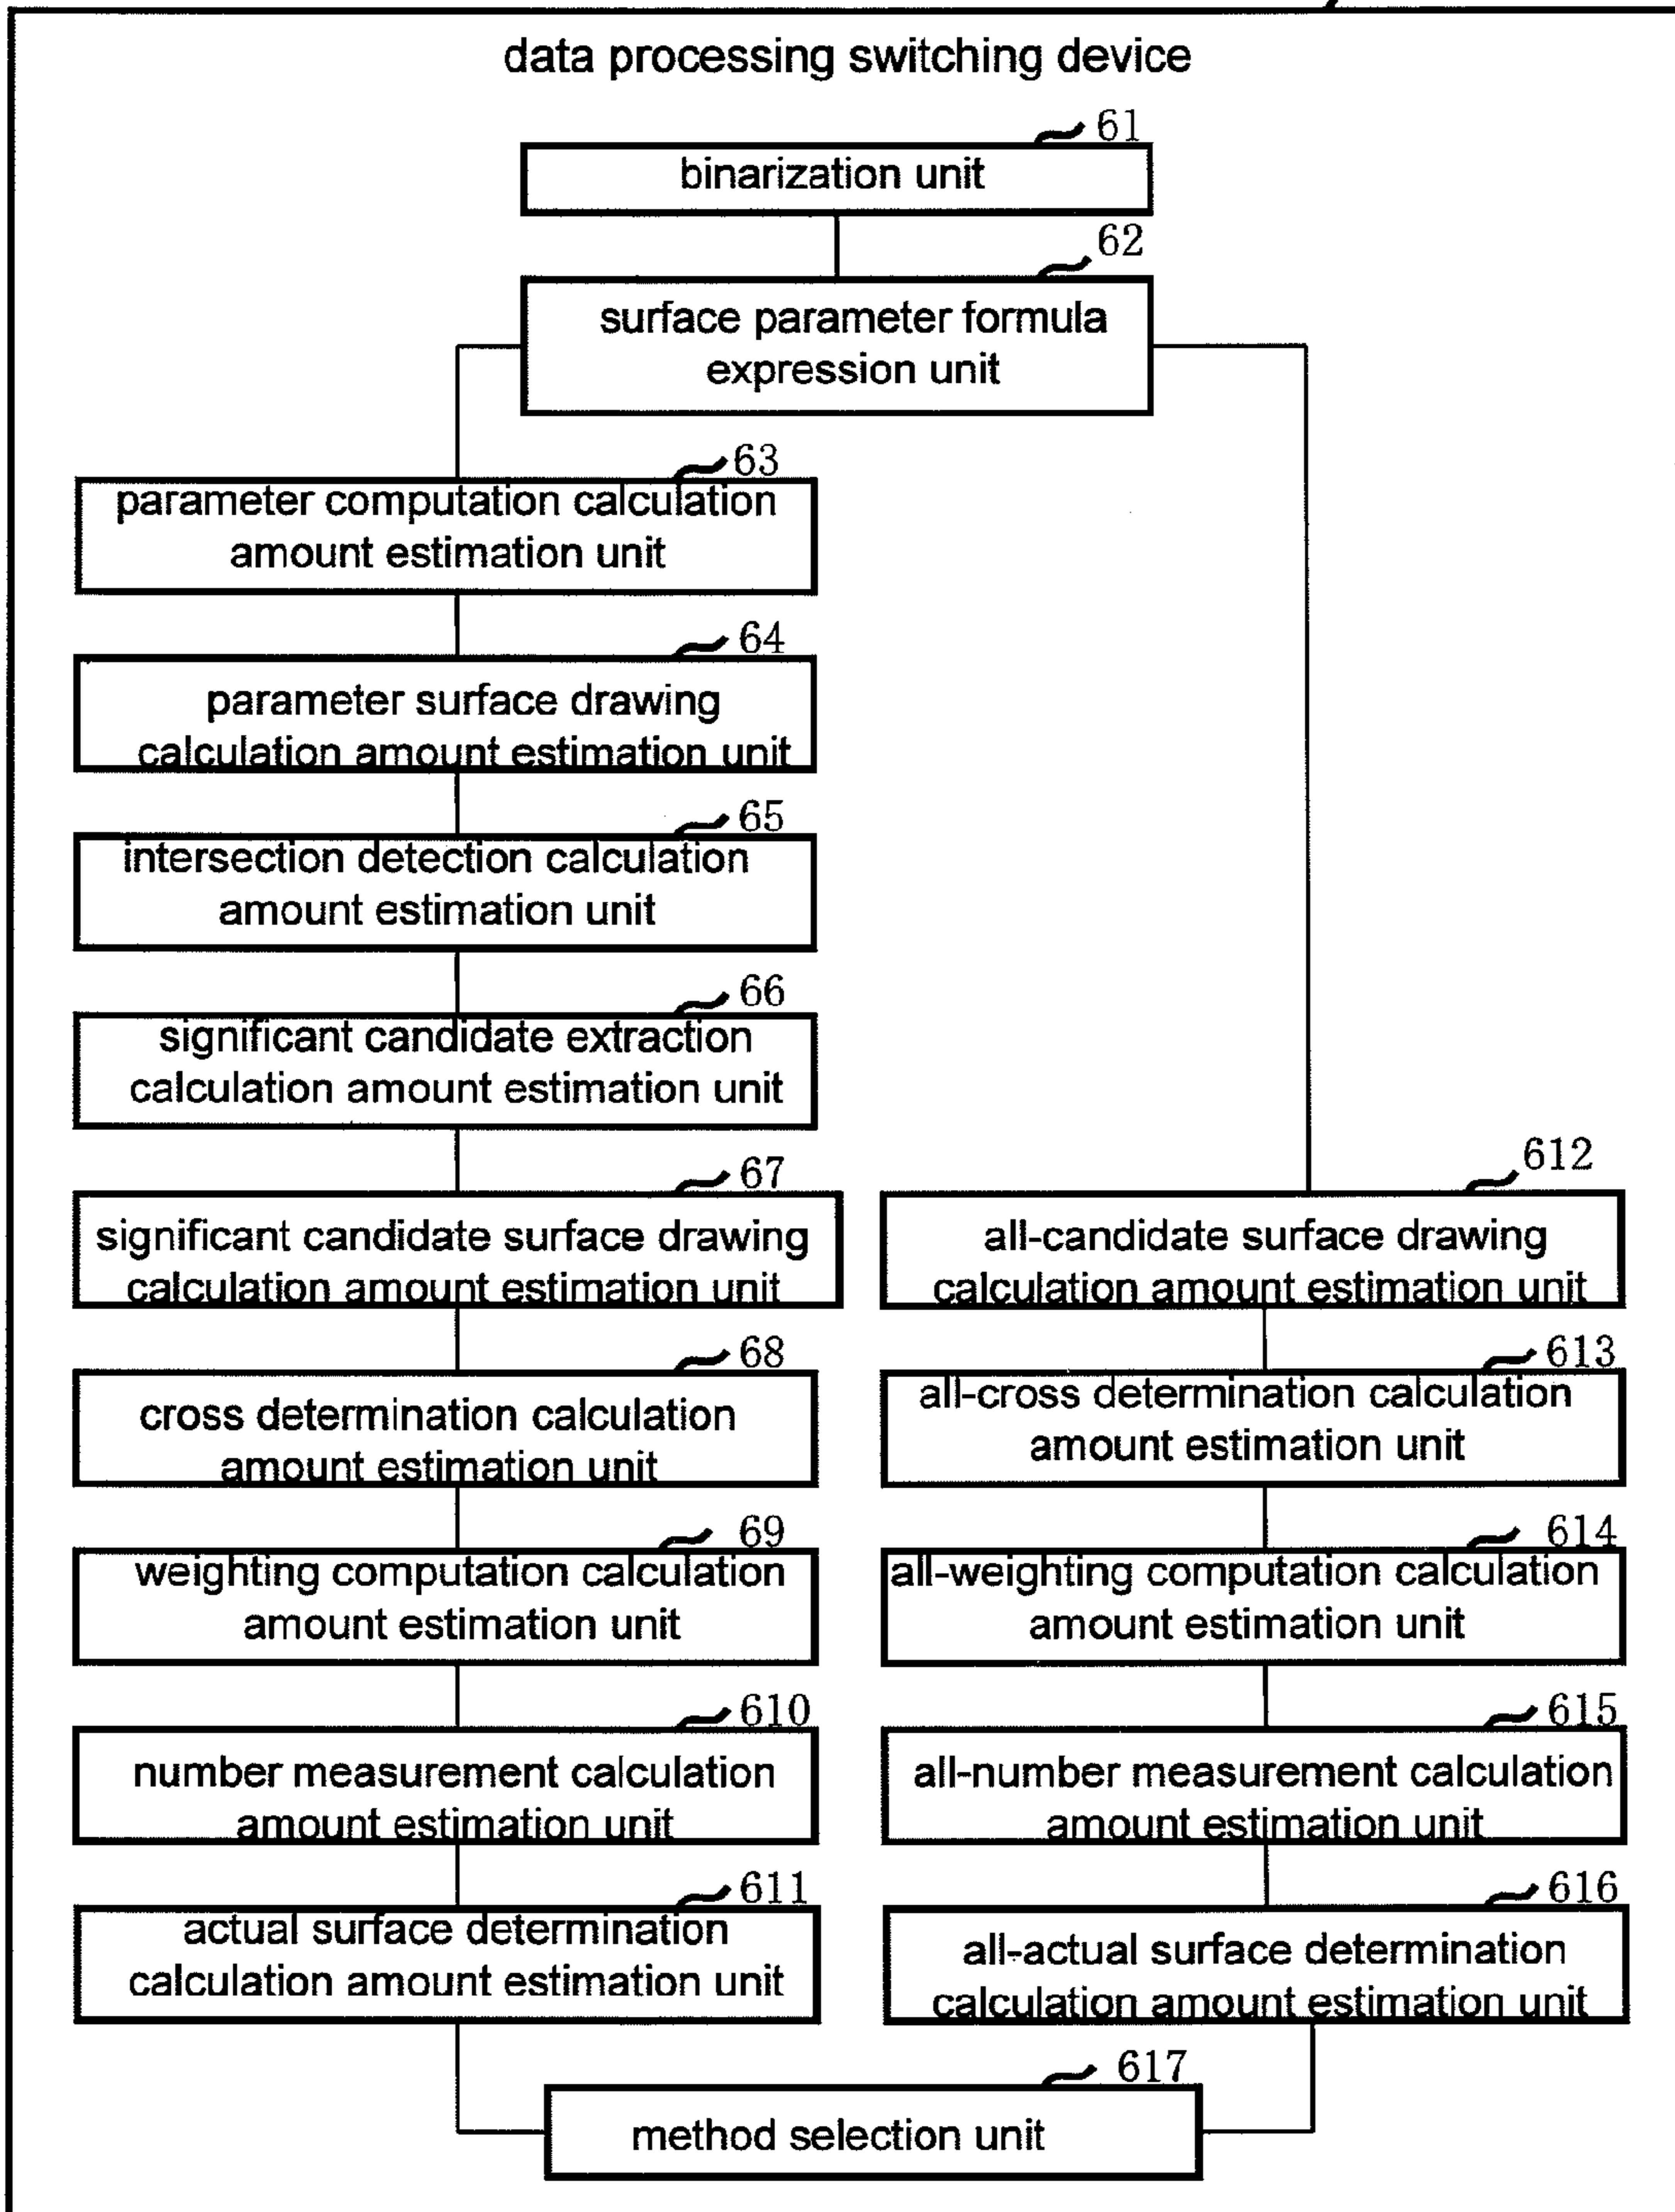 data processing switching device
61
binarization unit
62
surface parameter formula
expression unit
63
parameter computation calculation
amount estimation unit
64
parameter surface drawing
calculation amount estimation unit
65
intersection detection calculation
amount estimation unit
66
significant candidate extraction
calculation amount estimation unit
67
significant candidate surface drawing
calculation amount estimation unit
68
cross determination calculation
amount estimation unit
69
weighting computation calculation
amount estimation unit
610
number measurement calculation
amount estimation unit
611
actual surface determination
calculation amount estimation unit
612
all-candidate surface drawing
calculation amount estimation unit
613
all-cross determination calculation
amount estimation unit
614
all-weighting computation calculation
amount estimation unit
615
all-number measurement calculation
amount estimation unit
616
all-actual surface determination
calculation amount estimation unit
617
method selection unit